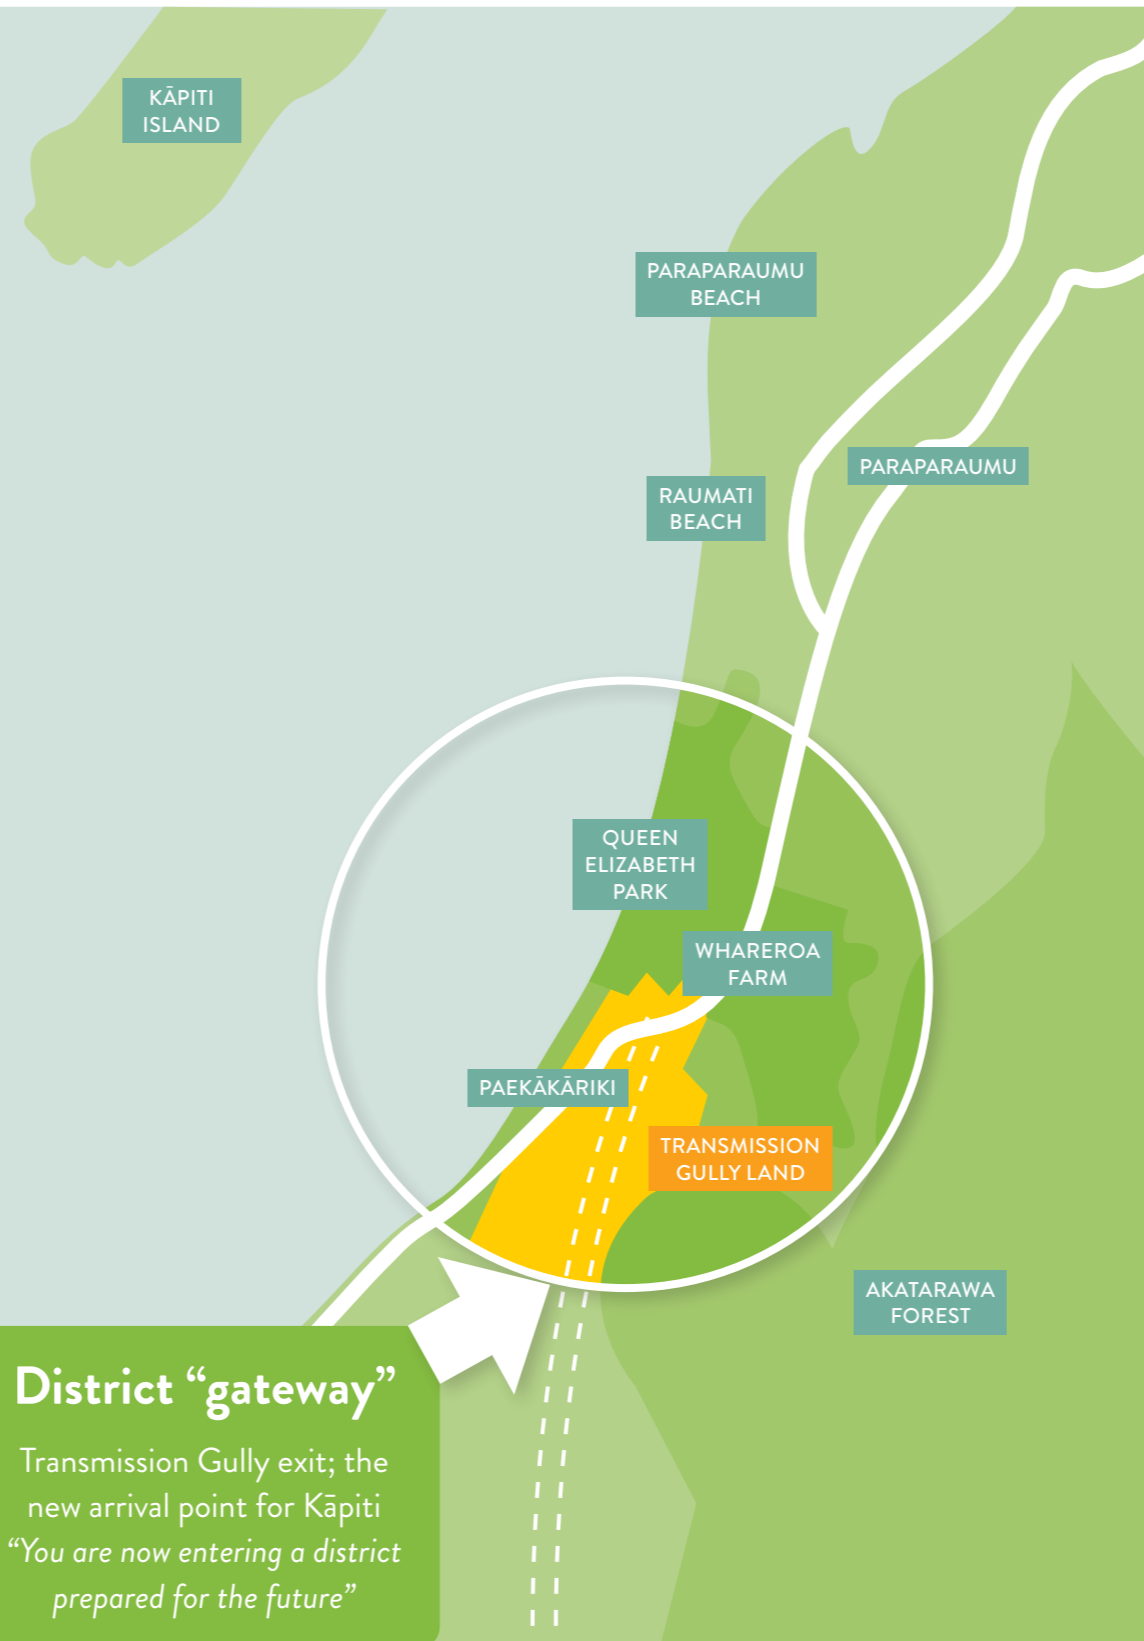 KĀPITI
ISLAND
PARAPARAUMU
BEACH
PARAPARAUMU
RAUMATI
BEACH
QUEEN
ELIZABETH
PARK
WHAREROA
FARM
PAEKĀKĀRIKI
TRANSMISSION
GULLY LAND
AKATARAWA
FOREST
District “gateway”
Transmission Gully exit; the
new arrival point for Kāpiti
“You are now entering a district
prepared for the future”